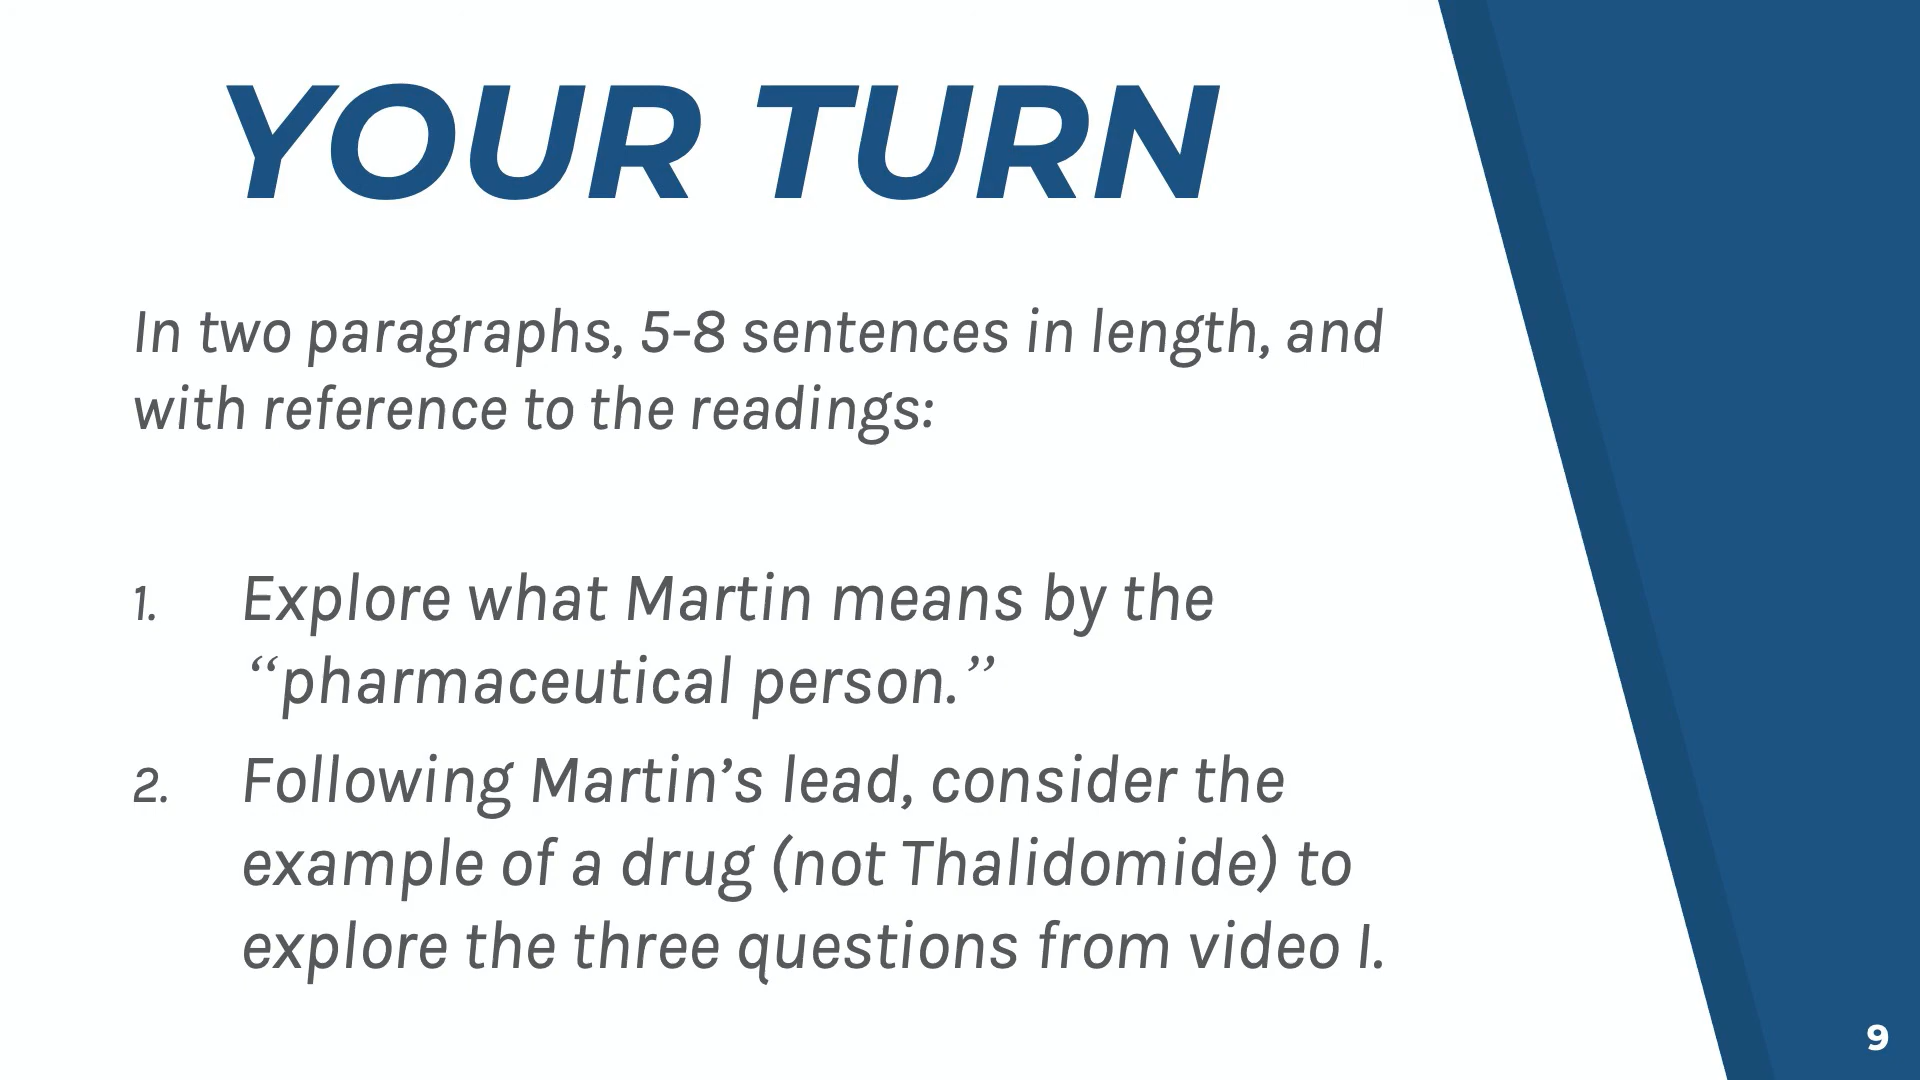 YOUR TURN
In two paragraphs, 5-8 sentences in length, and
with reference to the readings:
1. Explore what Martin means by the
“pharmaceutical person.”
2. Following Martin’s lead, consider the
example of a drug (not Thalidomide) to
explore the three questions from video I.
9